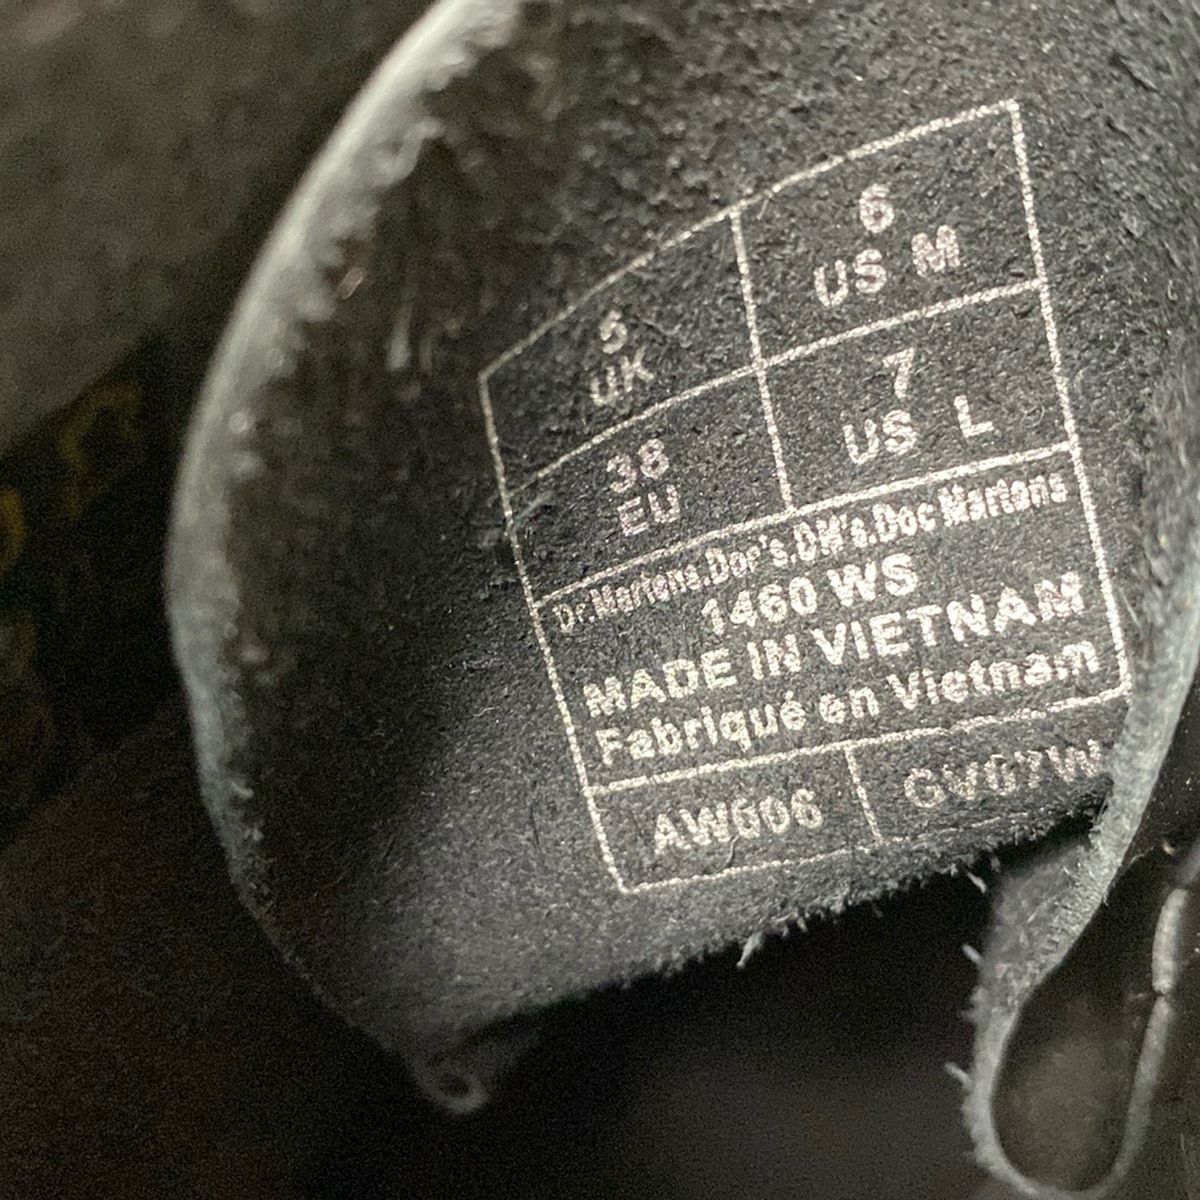 5
UK
6
US M
38
EU
7
US L
Dr.Martens.Doc's.DM's.Doc Martens
1460 WS
MADE IN VIETNAM
Fabriqué en Vietnam
AW006
GV07W